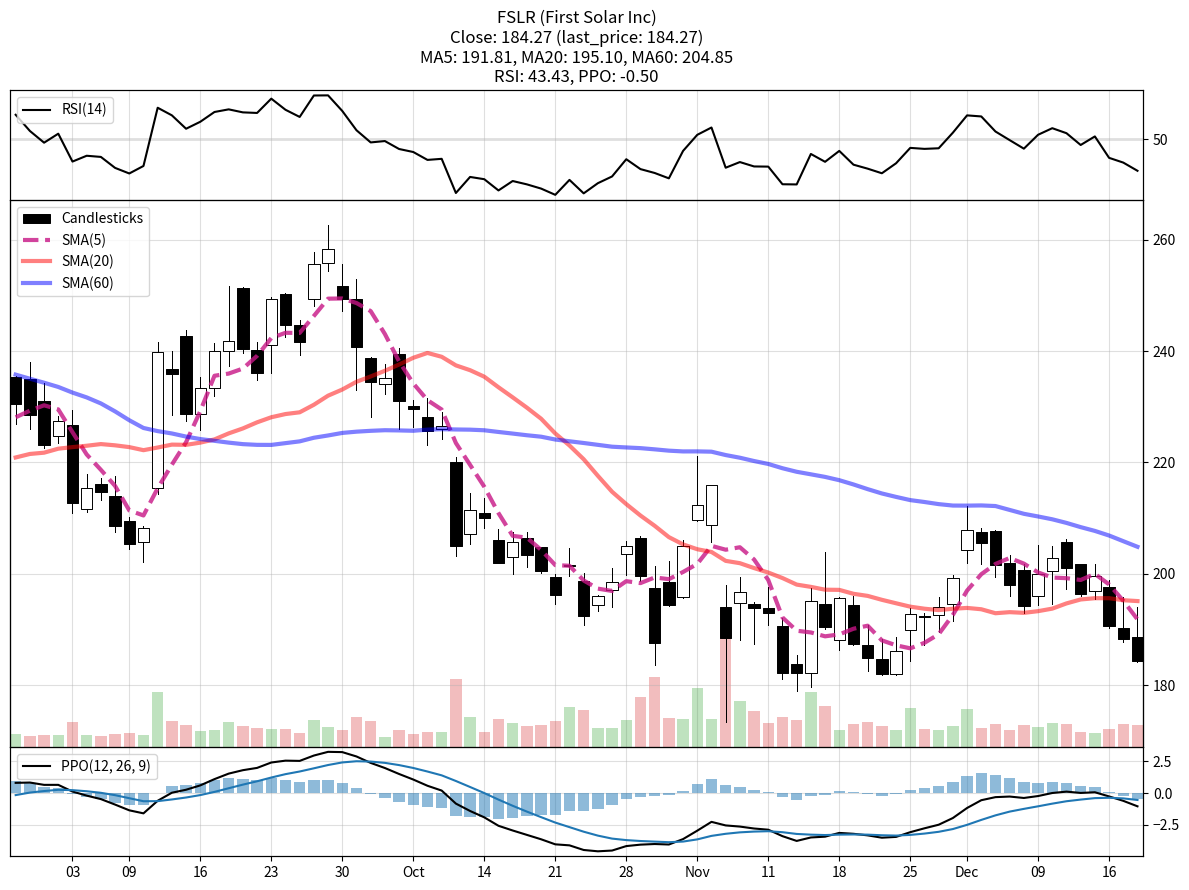 FSLR (First Solar Inc)
Close: 184.27 (last_price: 184.27)
MA5: 191.81, MA20: 195.10, MA60: 204.85
RSI: 43.43, PPO: -0.50
RSI(14)
50
Candlesticks
SMA(5)
SMA(20)
SMA(60)
260
240
220
200
180
PPO(12, 26, 9)
2.5
0.0
−2.5
03 09 16 23 30 Oct 14 21 28 Nov 11 18 25 Dec 09 16